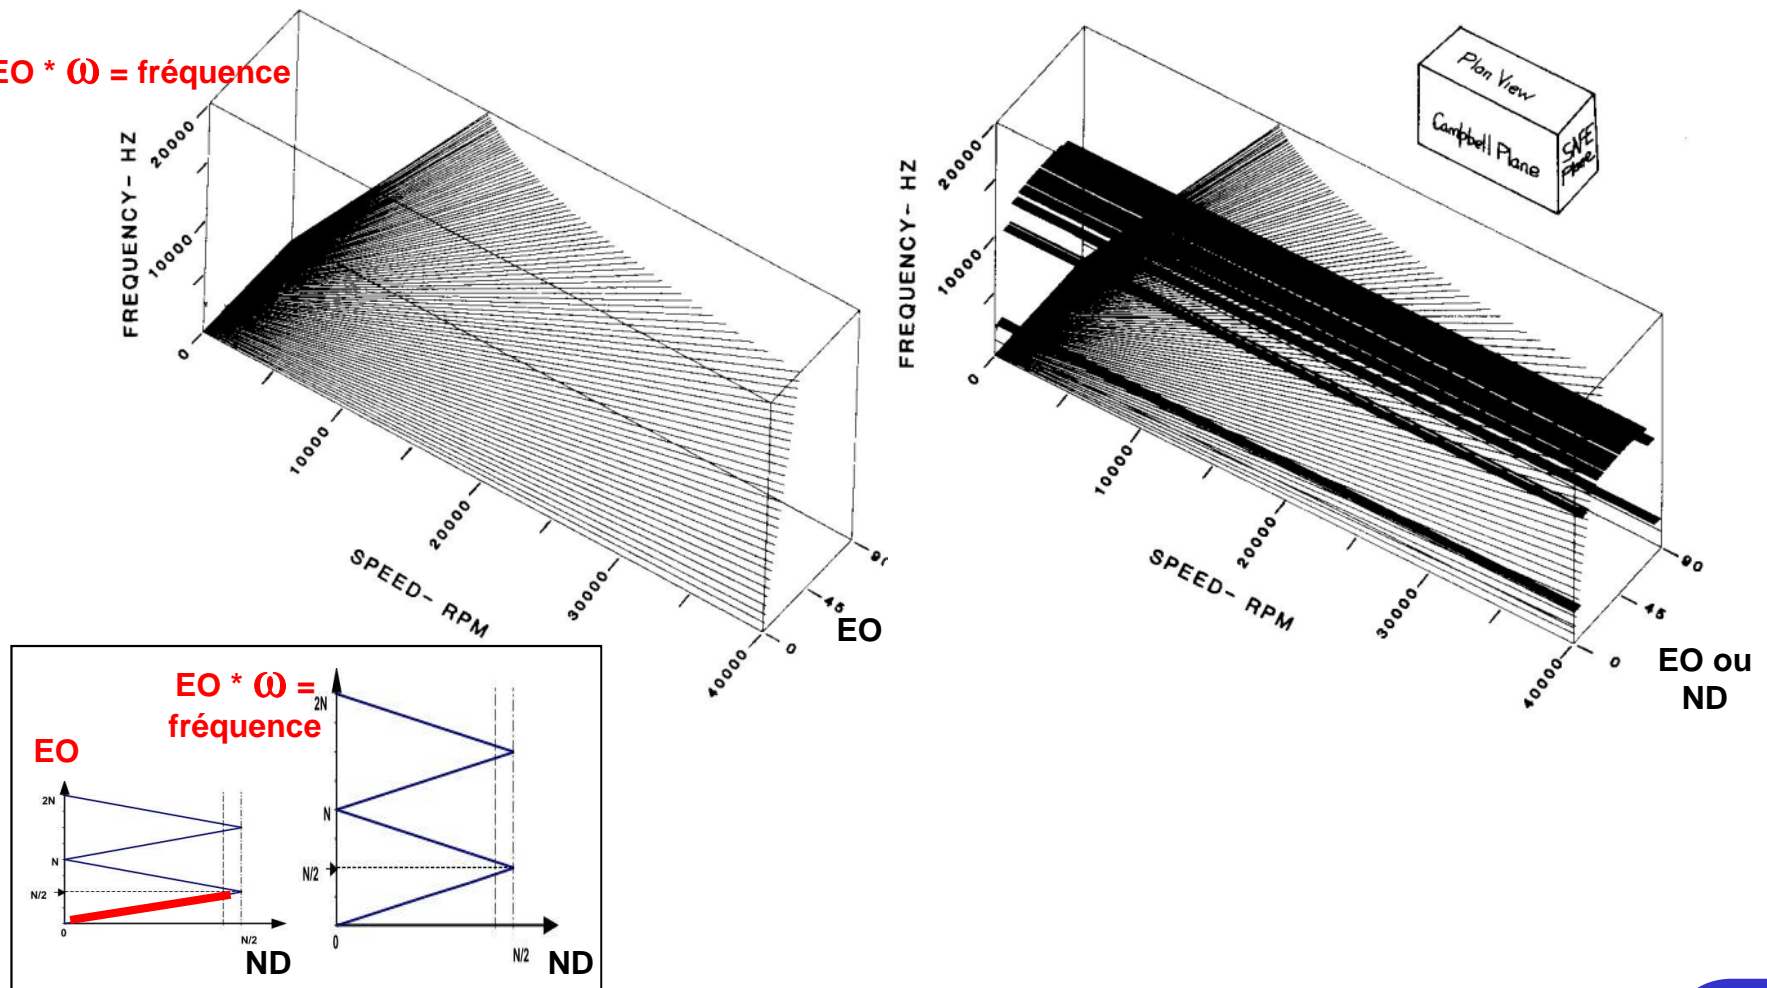 EO * ω = fréquence
FREQUENCY- HZ
20000
10000
0
10000
20000
30000
40000
SPEED- RPM
0
45
90
EO
FREQUENCY- HZ
20000
10000
0
10000
20000
30000
40000
SPEED- RPM
0
45
90
EO ou
ND
Plan View
Campbell Plane
SAFE
Plane
EO
2N
N
N/2
0
N/2
ND
EO * ω =
fréquence
2N
N
N/2
0
N/2
ND